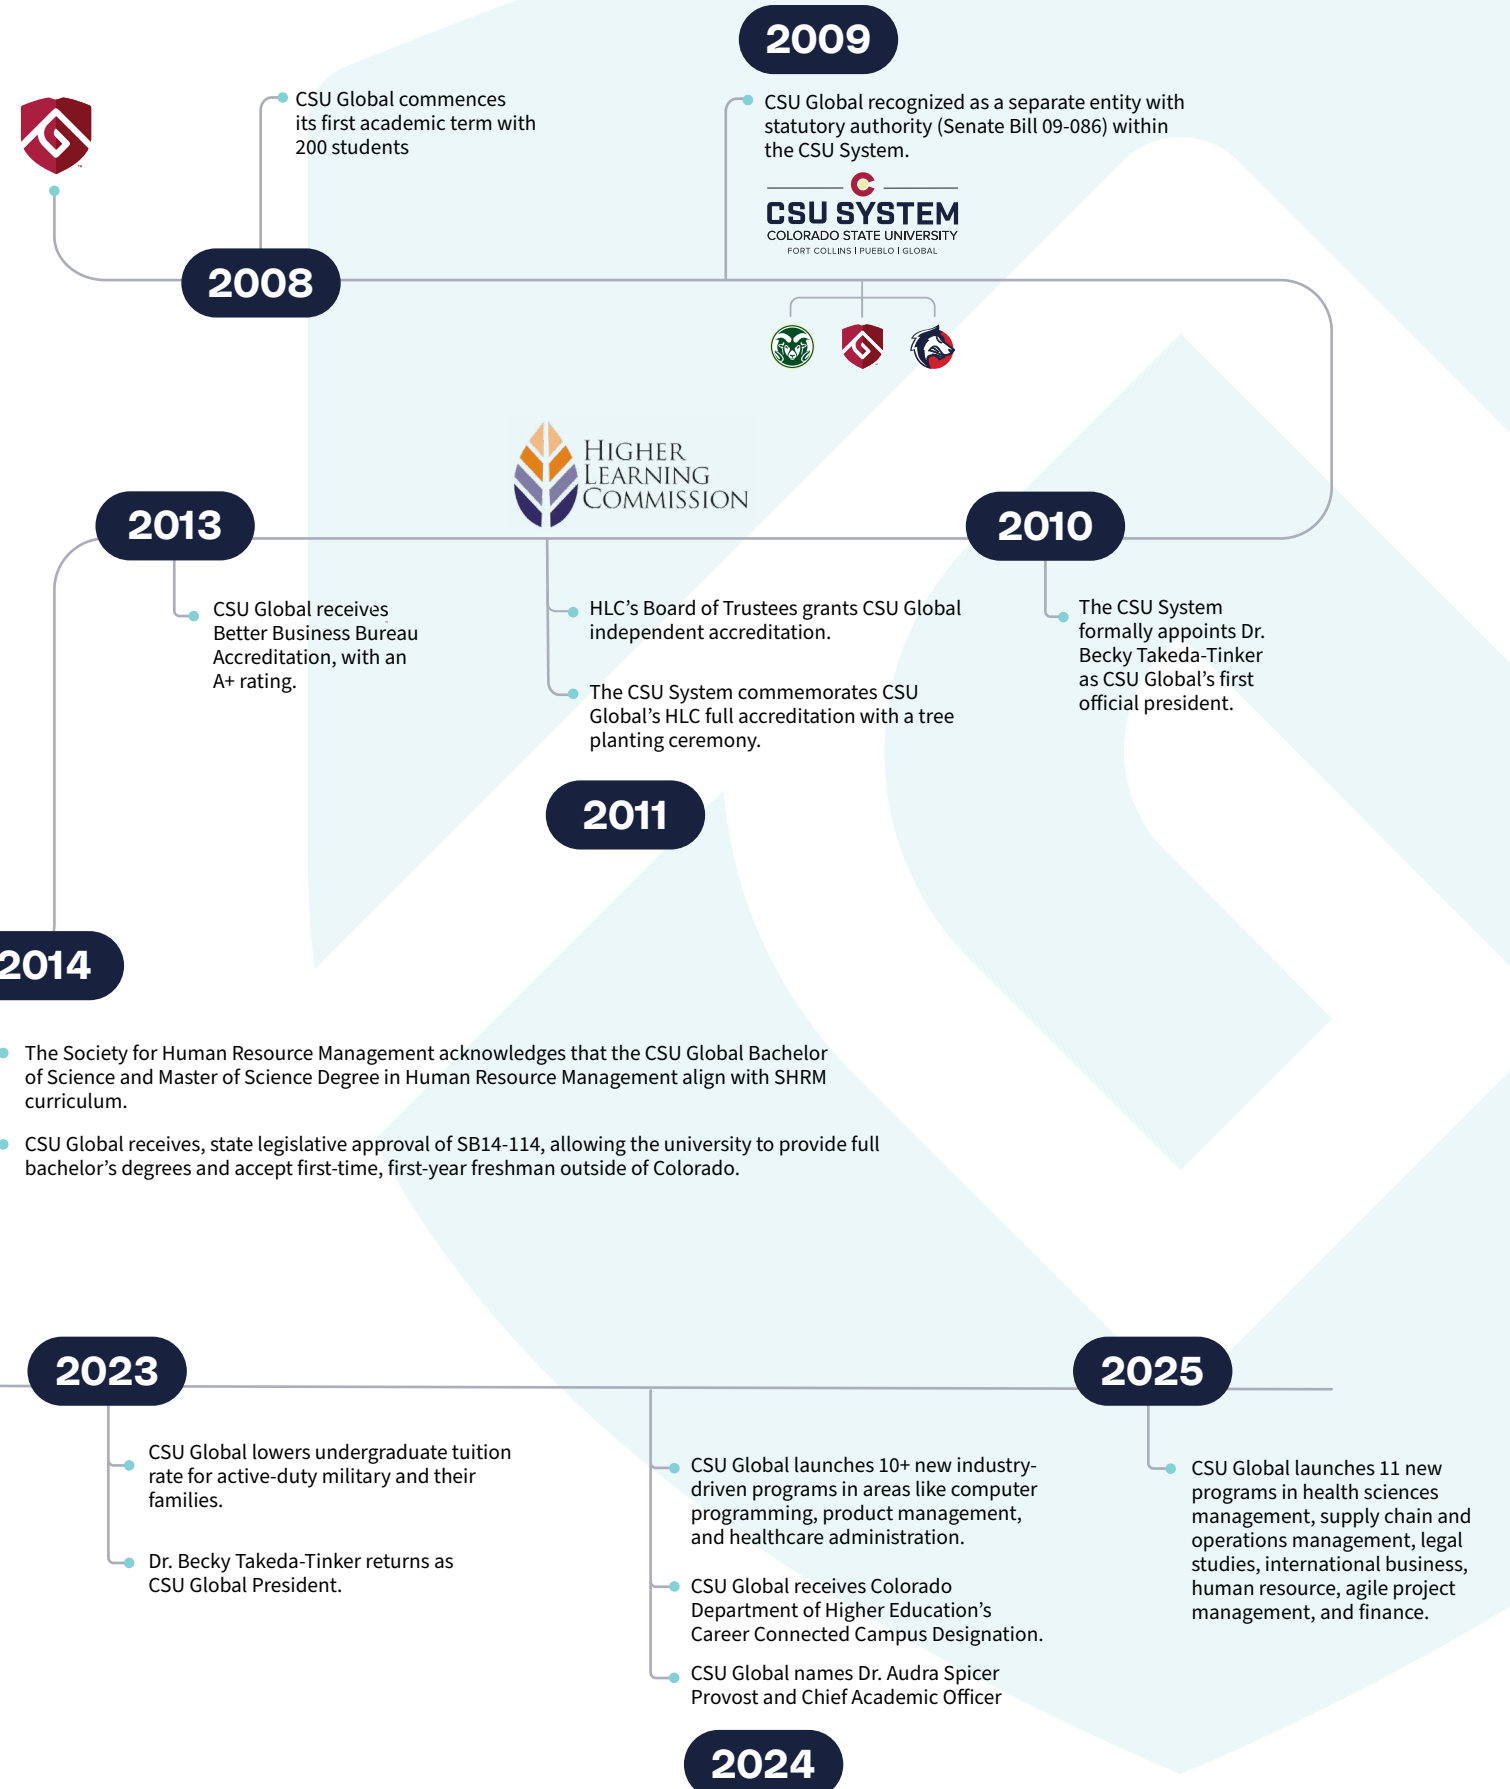 2009
CSU Global commences
its first academic term with
200 students
CSU Global recognized as a separate entity with
statutory authority (Senate Bill 09-086) within
the CSU System.
CSU SYSTEM
COLORADO STATE UNIVERSITY
FORT COLLINS | PUEBLO | GLOBAL
2008
HIGHER
LEARNING
COMMISSION
2013
2010
CSU Global receives
Better Business Bureau
Accreditation, with an
A+ rating.
HLC’s Board of Trustees grants CSU Global
independent accreditation.
The CSU System commemorates CSU
Global’s HLC full accreditation with a tree
planting ceremony.
The CSU System
formally appoints Dr.
Becky Takeda-Tinker
as CSU Global’s first
official president.
2011
2014
The Society for Human Resource Management acknowledges that the CSU Global Bachelor
of Science and Master of Science Degree in Human Resource Management align with SHRM
curriculum.
CSU Global receives, state legislative approval of SB14-114, allowing the university to provide full
bachelor’s degrees and accept first-time, first-year freshman outside of Colorado.
2023
2025
CSU Global lowers undergraduate tuition
rate for active-duty military and their
families.
Dr. Becky Takeda-Tinker returns as
CSU Global President.
CSU Global launches 10+ new industry-
driven programs in areas like computer
programming, product management,
and healthcare administration.
CSU Global receives Colorado
Department of Higher Education’s
Career Connected Campus Designation.
CSU Global names Dr. Audra Spicer
Provost and Chief Academic Officer
CSU Global launches 11 new
programs in health sciences
management, supply chain and
operations management, legal
studies, international business,
human resource, agile project
management, and finance.
2024